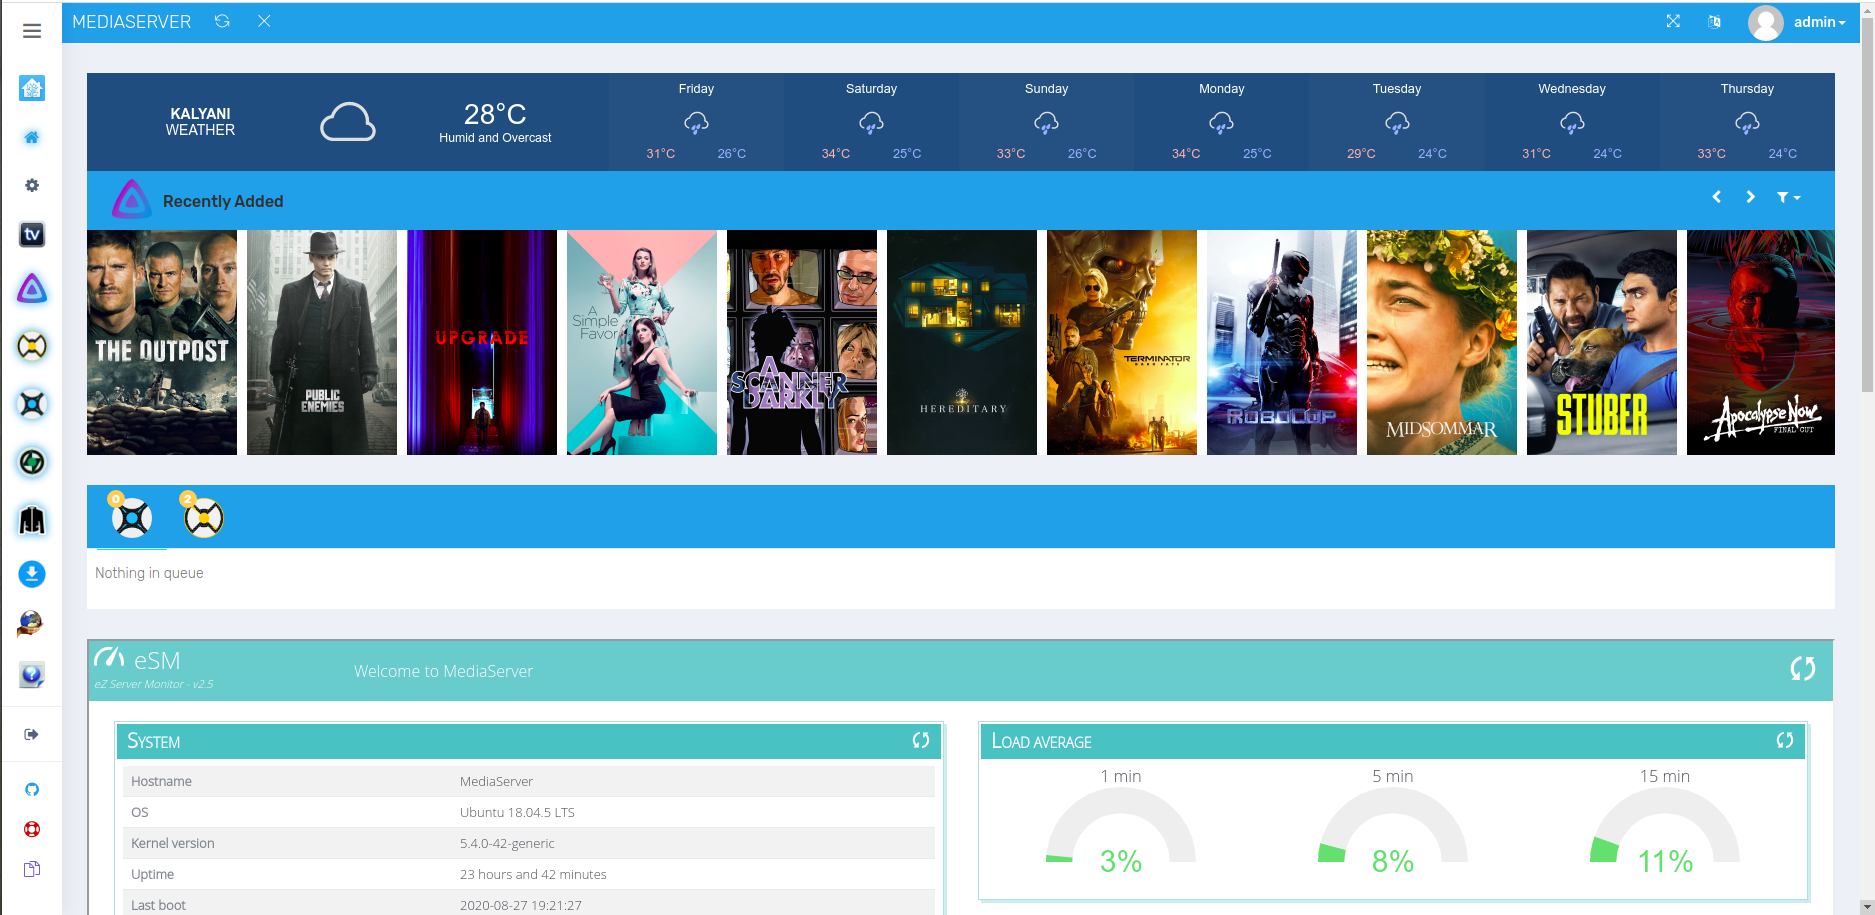 MEDIASERVER
admin
KALYANI
WEATHER
28°C
Humid and Overcast
Friday
31°C 26°C
Saturday
34°C 25°C
Sunday
33°C 26°C
Monday
34°C 25°C
Tuesday
29°C 24°C
Wednesday
31°C 24°C
Thursday
33°C 24°C
tv
Recently Added
THE OUTPOST
PUBLIC
ENEMIES
UPGRADE
A
Simple
Favor
A
SCANNER
DARKLY
HEREDITARY
TERMINATOR
DARK FATE
ROBOCOP
MIDSOMMAR
STUBER
Apocalypse Now
FINAL CUT
0
2
Nothing in queue
eSM
eZ Server Monitor - v2.5
Welcome to MediaServer
SYSTEM
Hostname MediaServer
OS Ubuntu 18.04.5 LTS
Kernel version 5.4.0-42-generic
Uptime 23 hours and 42 minutes
Last boot 2020-08-27 19:21:27
LOAD AVERAGE
1 min 5 min 15 min
3% 8% 11%